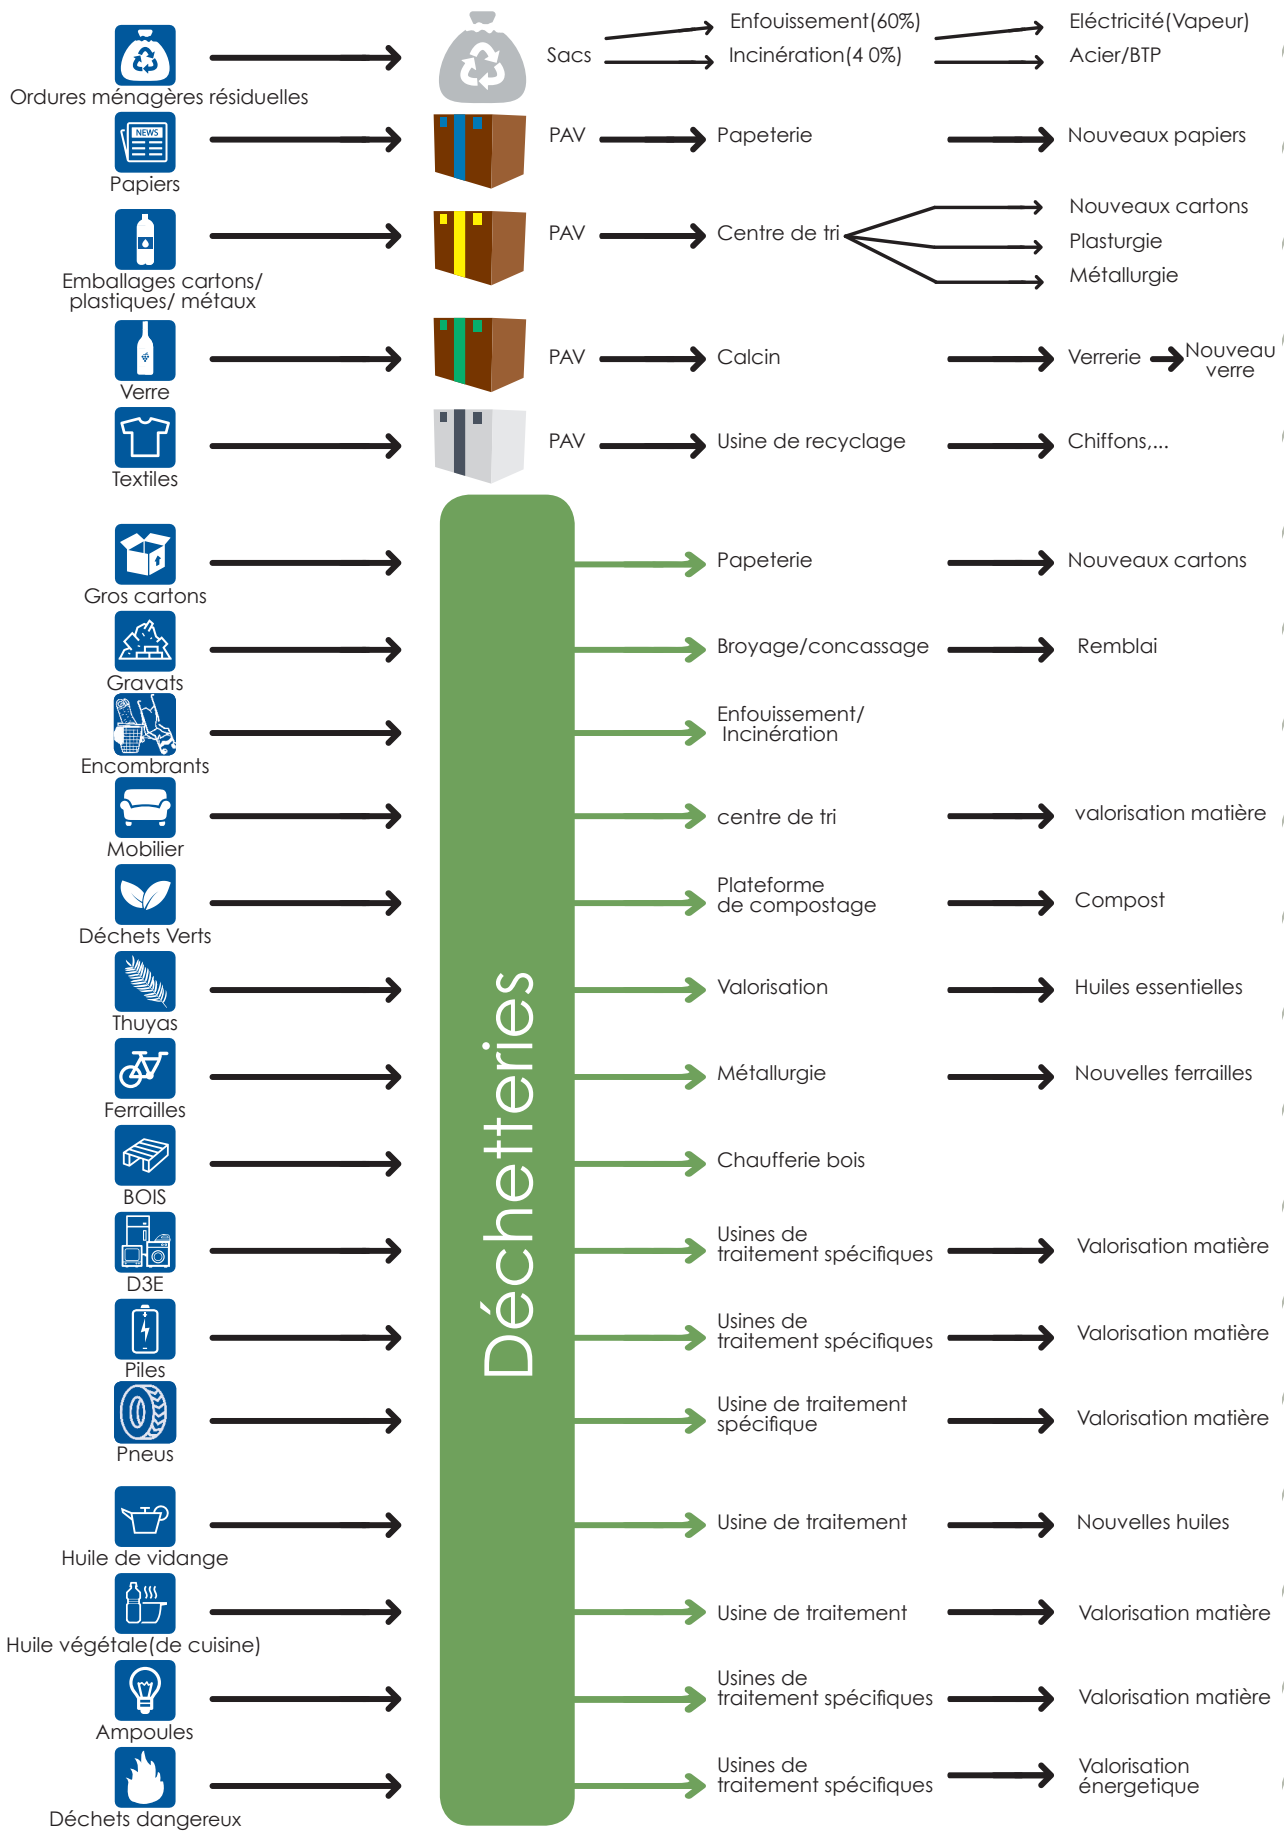 Ordures ménagères résiduelles
Sacs
Enfouissement(60%)
Incinération(4 0%)
Eléctricité(Vapeur)
Acier/BTP
NEWS
Papiers
PAV
Papeterie
Nouveaux papiers
Emballages cartons/
plastiques/ métaux
PAV
Centre de tri
Nouveaux cartons
Plasturgie
Métallurgie
Verre
PAV
Calcin
Verrerie
Nouveau
verre
Textiles
PAV
Usine de recyclage
Chiffons,...
Déchetteries
Gros cartons
Papeterie
Nouveaux cartons
Gravats
Broyage/concassage
Remblai
Encombrants
Enfouissement/
Incinération
Mobilier
centre de tri
valorisation matière
Déchets Verts
Plateforme
de compostage
Compost
Thuyas
Valorisation
Huiles essentielles
Ferrailles
Métallurgie
Nouvelles ferrailles
BOIS
Chaufferie bois
D3E
Usines de
traitement spécifiques
Valorisation matière
Piles
Usines de
traitement spécifiques
Valorisation matière
Pneus
Usine de traitement
spécifique
Valorisation matière
Huile de vidange
Usine de traitement
Nouvelles huiles
Huile végétale(de cuisine)
Usine de traitement
Valorisation matière
Ampoules
Usines de
traitement spécifiques
Valorisation matière
Déchets dangereux
Usines de
traitement spécifiques
Valorisation
énergetique